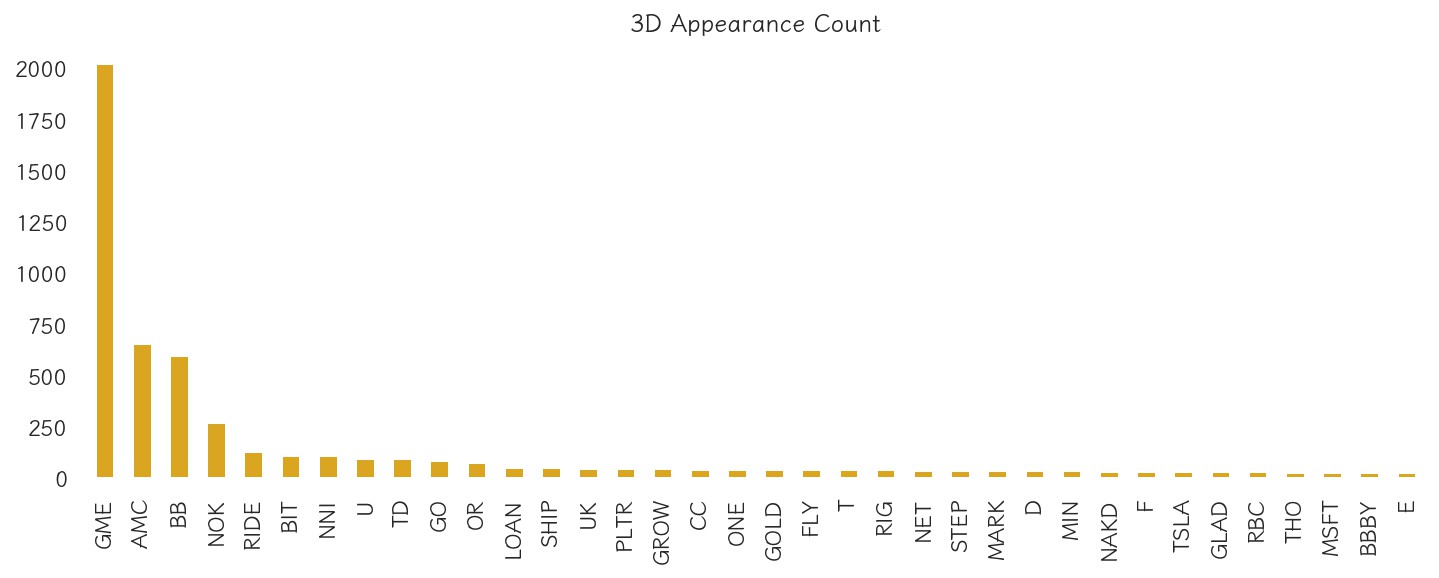 3D Appearance Count
2000
1750
1500
1250
1000
750
500
250
0
GME
AMC
BB
NOK
RIDE
BIT
NNI
U
TD
GO
OR
LOAN
SHIP
UK
PLTR
GROW
CC
ONE
GOLD
FLY
T
RIG
NET
STEP
MARK
D
MIN
NAKD
F
TSLA
GLAD
RBC
THO
MSFT
BBBY
E